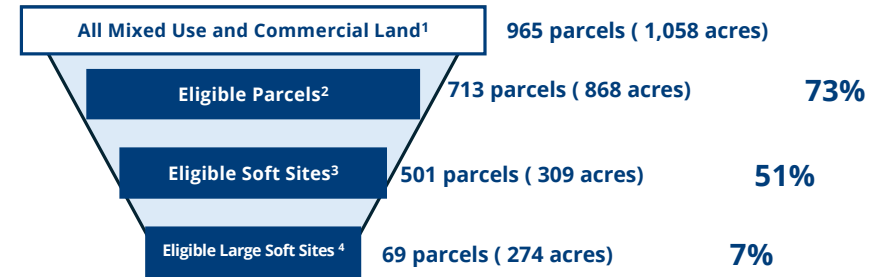 All Mixed Use and Commercial Land¹ 965 parcels ( 1,058 acres)
Eligible Parcels² 713 parcels ( 868 acres) 73%
Eligible Soft Sites³ 501 parcels ( 309 acres) 51%
Eligible Large Soft Sites ⁴ 69 parcels ( 274 acres) 7%